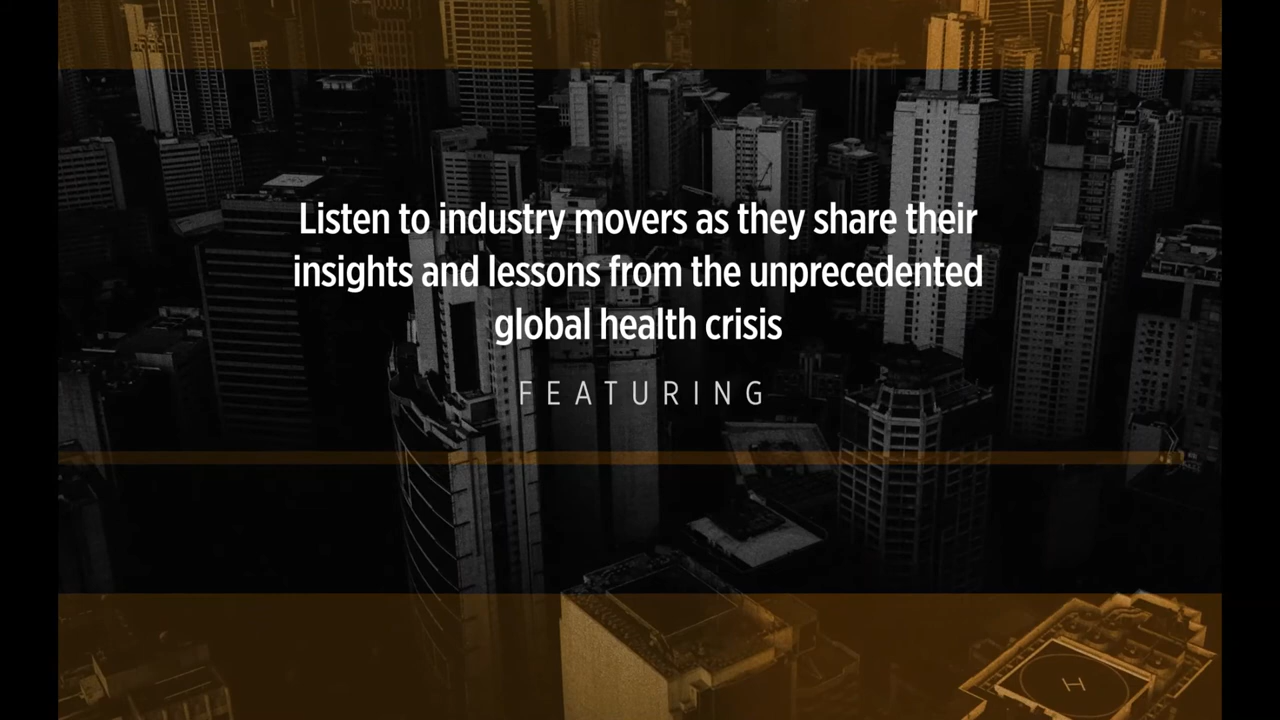 Listen to industry movers as they share their
insights and lessons from the unprecedented
global health crisis
FEATURING
H